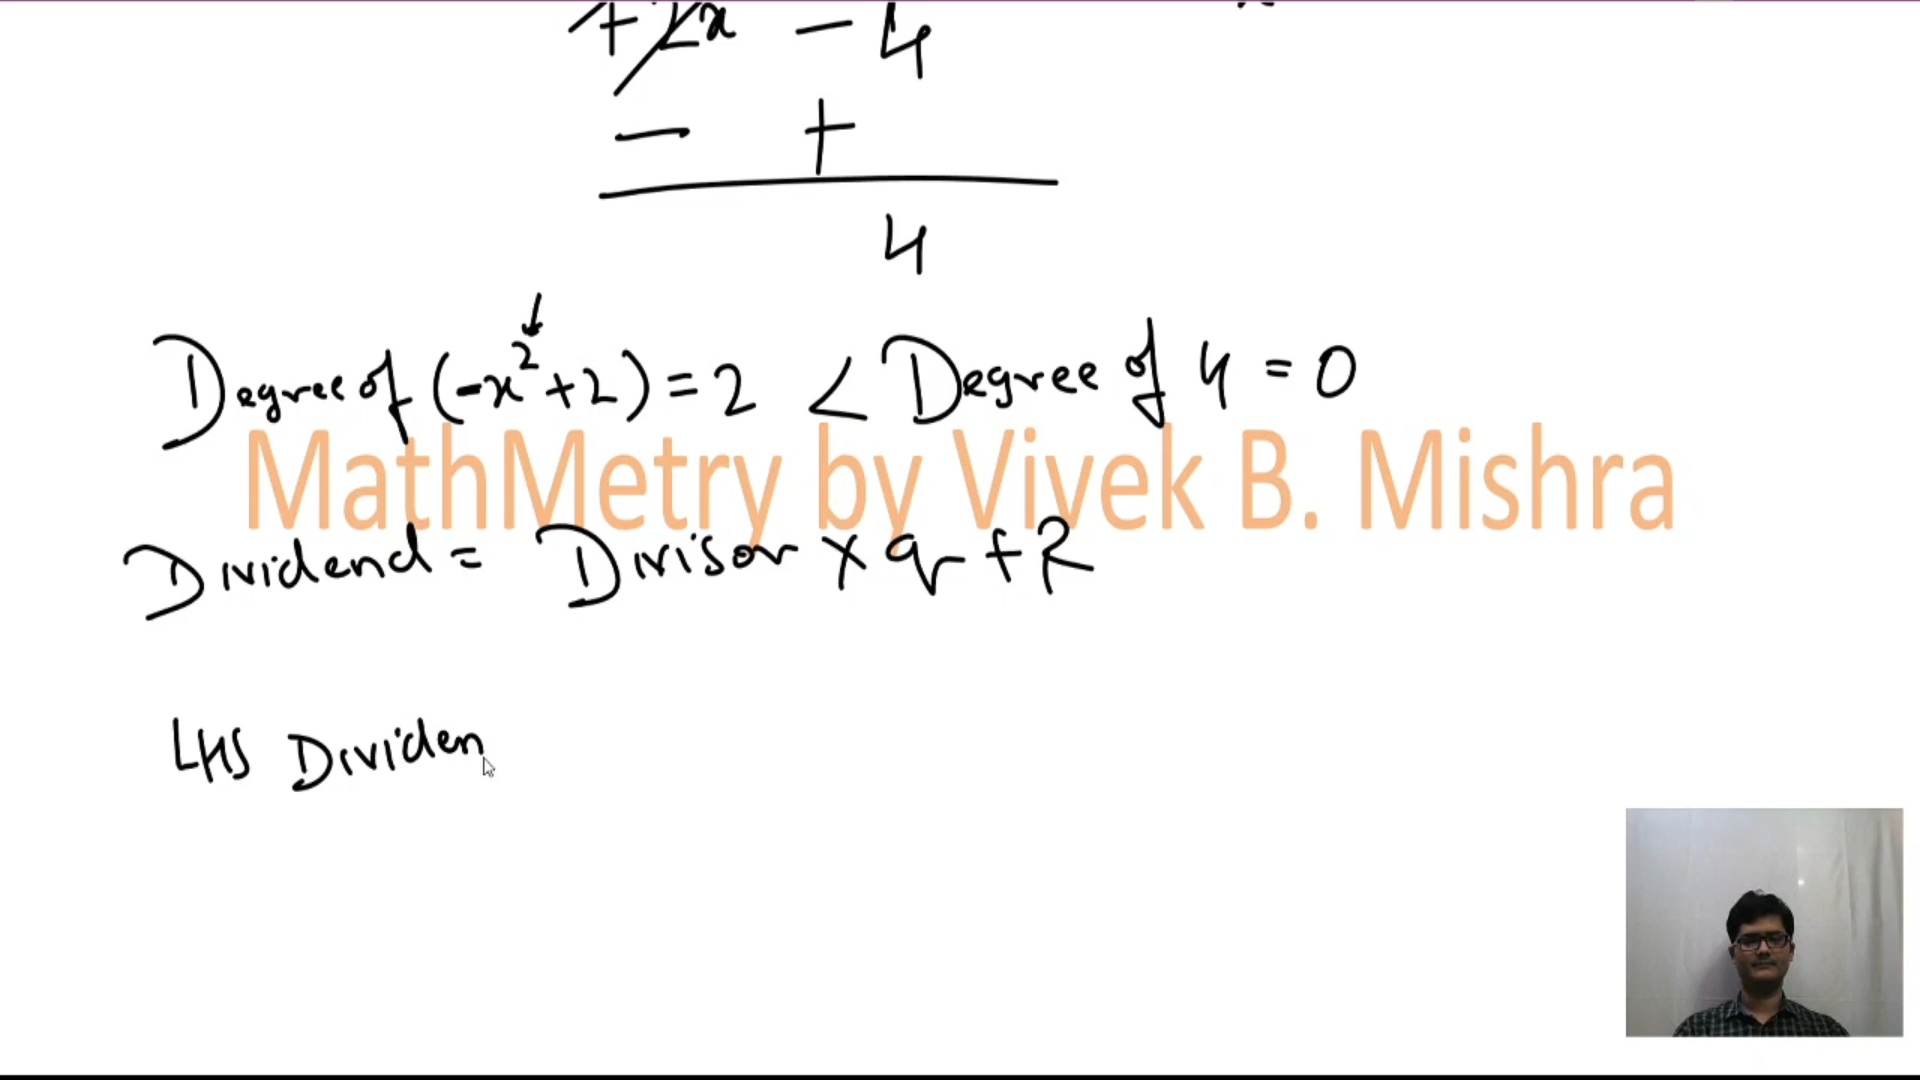 +2x - 4
- +
4
Degree of (-x²+2) = 2 < Degree of 4 = 0
MathMetry by Vivek B. Mishra
Dividend = Divisor × q + R
LHS Dividen